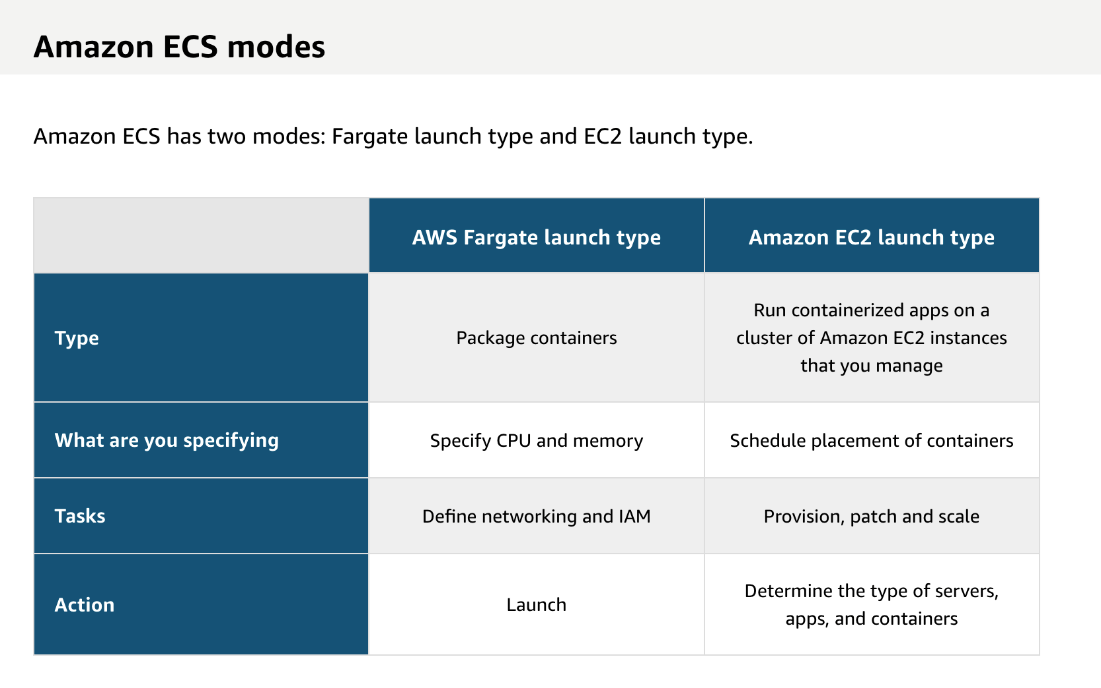 Amazon ECS modes
Amazon ECS has two modes: Fargate launch type and EC2 launch type.
AWS Fargate launch type
Amazon EC2 launch type
Type
Package containers
Run containerized apps on a
cluster of Amazon EC2 instances
that you manage
What are you specifying
Specify CPU and memory
Schedule placement of containers
Tasks
Define networking and IAM
Provision, patch and scale
Action
Launch
Determine the type of servers,
apps, and containers